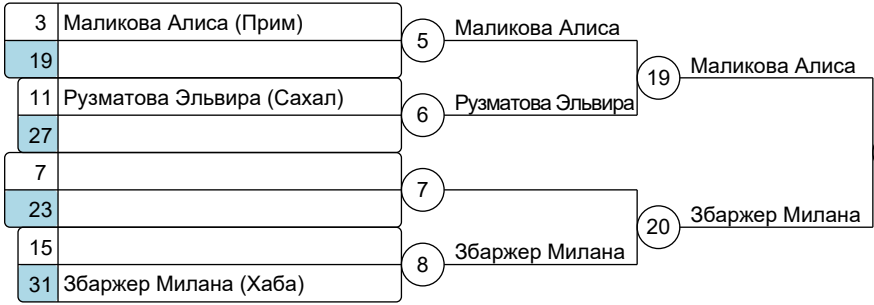 3 Маликова Алиса (Прим)
19
5 Маликова Алиса
11 Рузматова Эльвира (Сахал)
27
6 Рузматова Эльвира
19 Маликова Алиса
7
23
7
15
31 Збаржер Милана (Хаба)
8 Збаржер Милана
20 Збаржер Милана